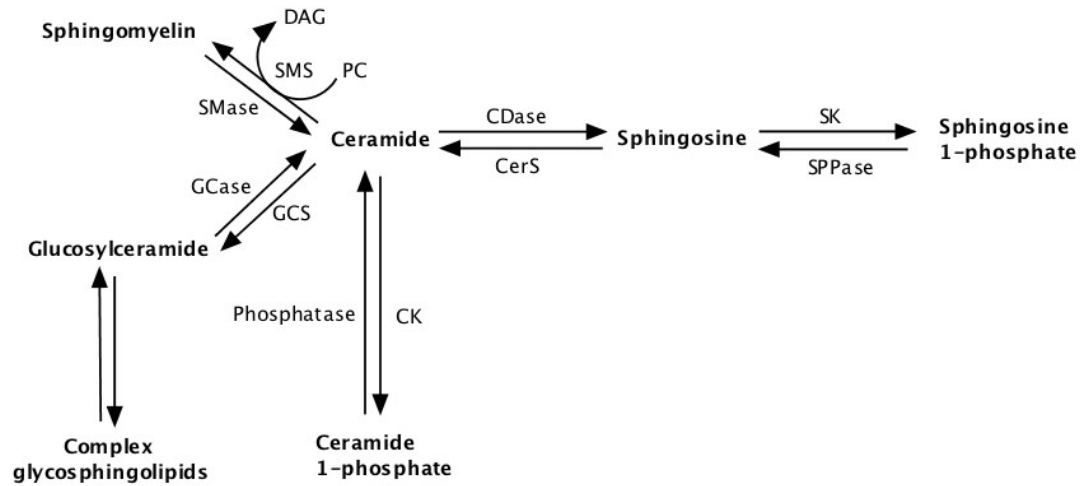 DAG
Sphingomyelin
SMS
PC
SMase
CDase
SK
Ceramide
Sphingosine
Sphingosine
1-phosphate
CerS
SPPase
GCase
GCS
Glucosylceramide
Phosphatase
CK
Complex
glycosphingolipids
Ceramide
1-phosphate